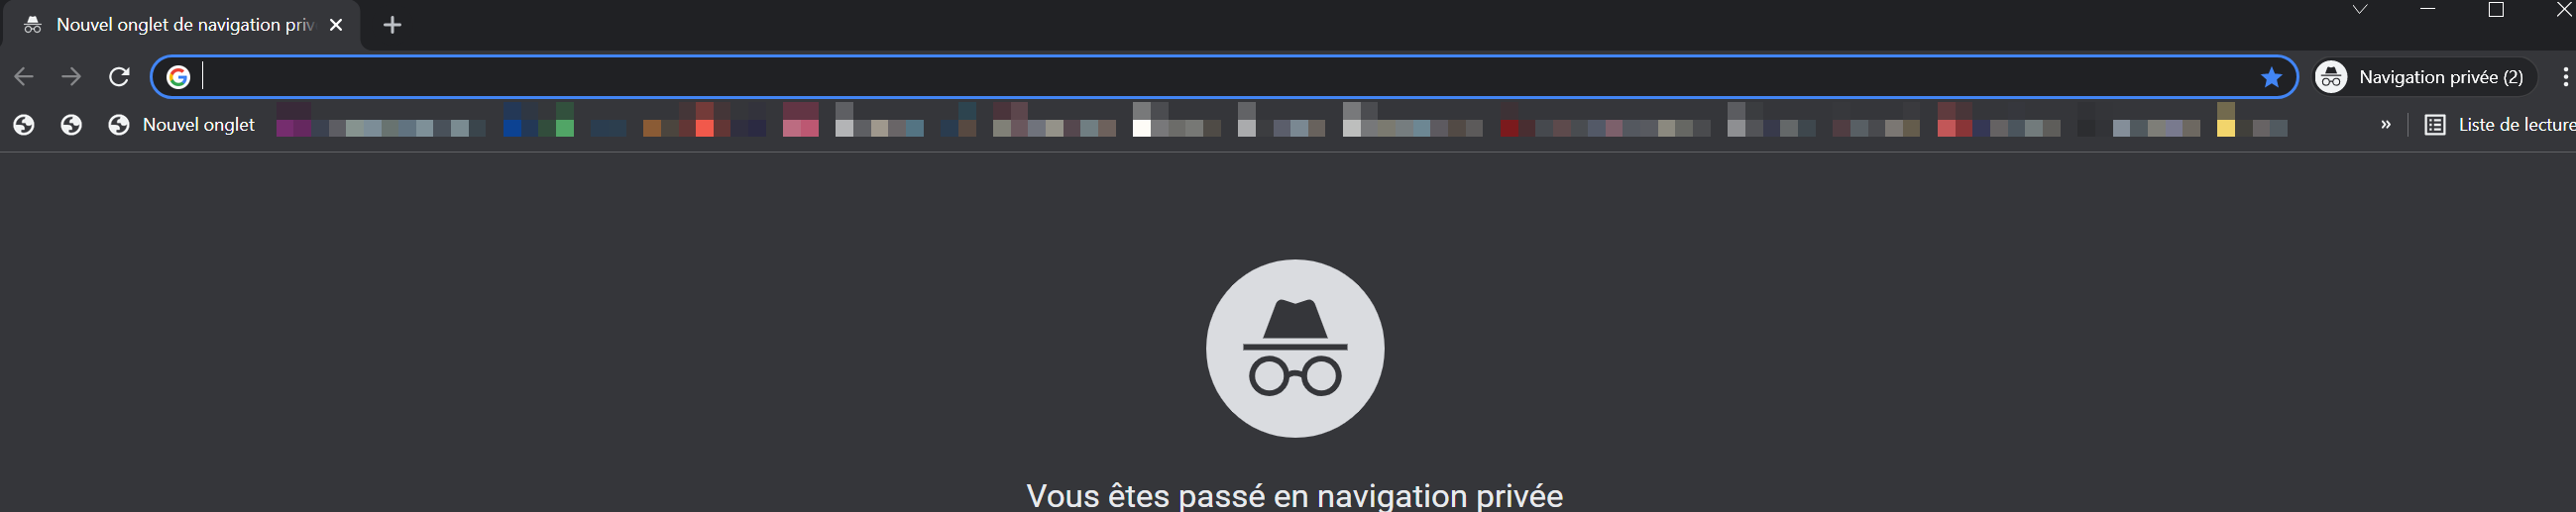 Nouvel onglet de navigation priv
Navigation privée (2)
Nouvel onglet
» Liste de lecture
Vous êtes passé en navigation privée